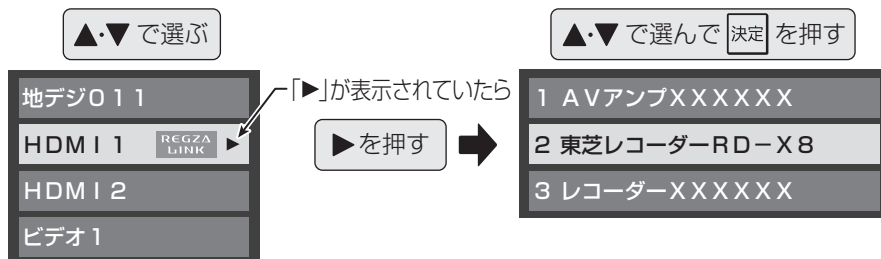 ▲・▼ で選ぶ
地デジ011
HDMI1 REGZA LINK ▶
HDMI2
ビデオ1
「▶」が表示されていたら
▶を押す
▲・▼ で選んで 決定 を押す
1 AVアンプXXXXXX
2 東芝レコーダーRD－X8
3 レコーダーXXXXXX